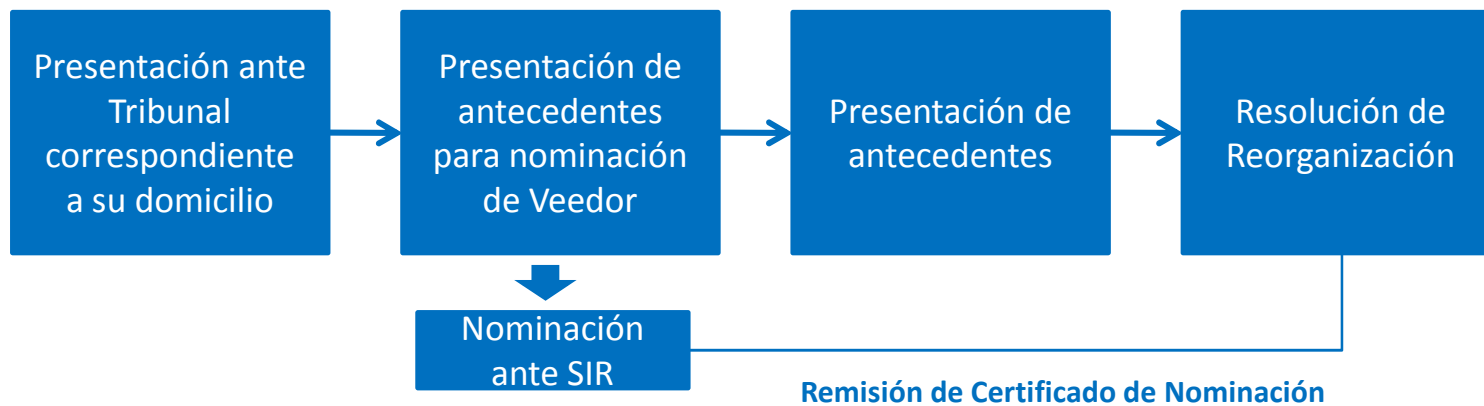 Presentación ante
Tribunal
correspondiente
a su domicilio
Presentación de
antecedentes
para nominación
de Veedor
Presentación de
antecedentes
Resolución de
Reorganización
Nominación
ante SIR
Remisión de Certificado de Nominación